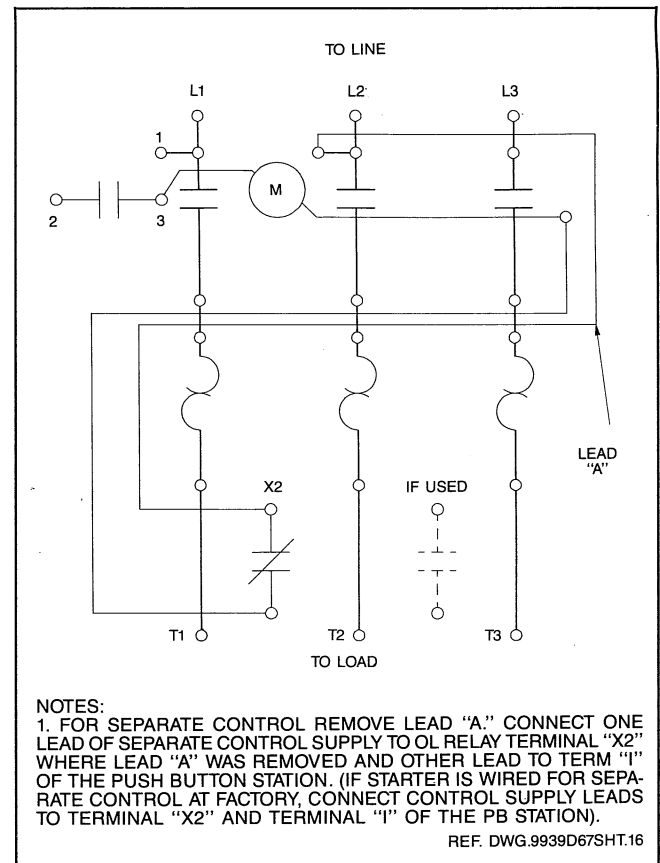 TO LINE
L1
L2
L3
1
M
2
3
LEAD
"A"
X2
IF USED
T1
T2
T3
TO LOAD
NOTES:
1. FOR SEPARATE CONTROL REMOVE LEAD "A." CONNECT ONE
LEAD OF SEPARATE CONTROL SUPPLY TO OL RELAY TERMINAL "X2"
WHERE LEAD "A" WAS REMOVED AND OTHER LEAD TO TERM "I"
OF THE PUSH BUTTON STATION. (IF STARTER IS WIRED FOR SEPA-
RATE CONTROL AT FACTORY, CONNECT CONTROL SUPPLY LEADS
TO TERMINAL "X2" AND TERMINAL "I" OF THE PB STATION).
REF. DWG.9939D67SHT.16